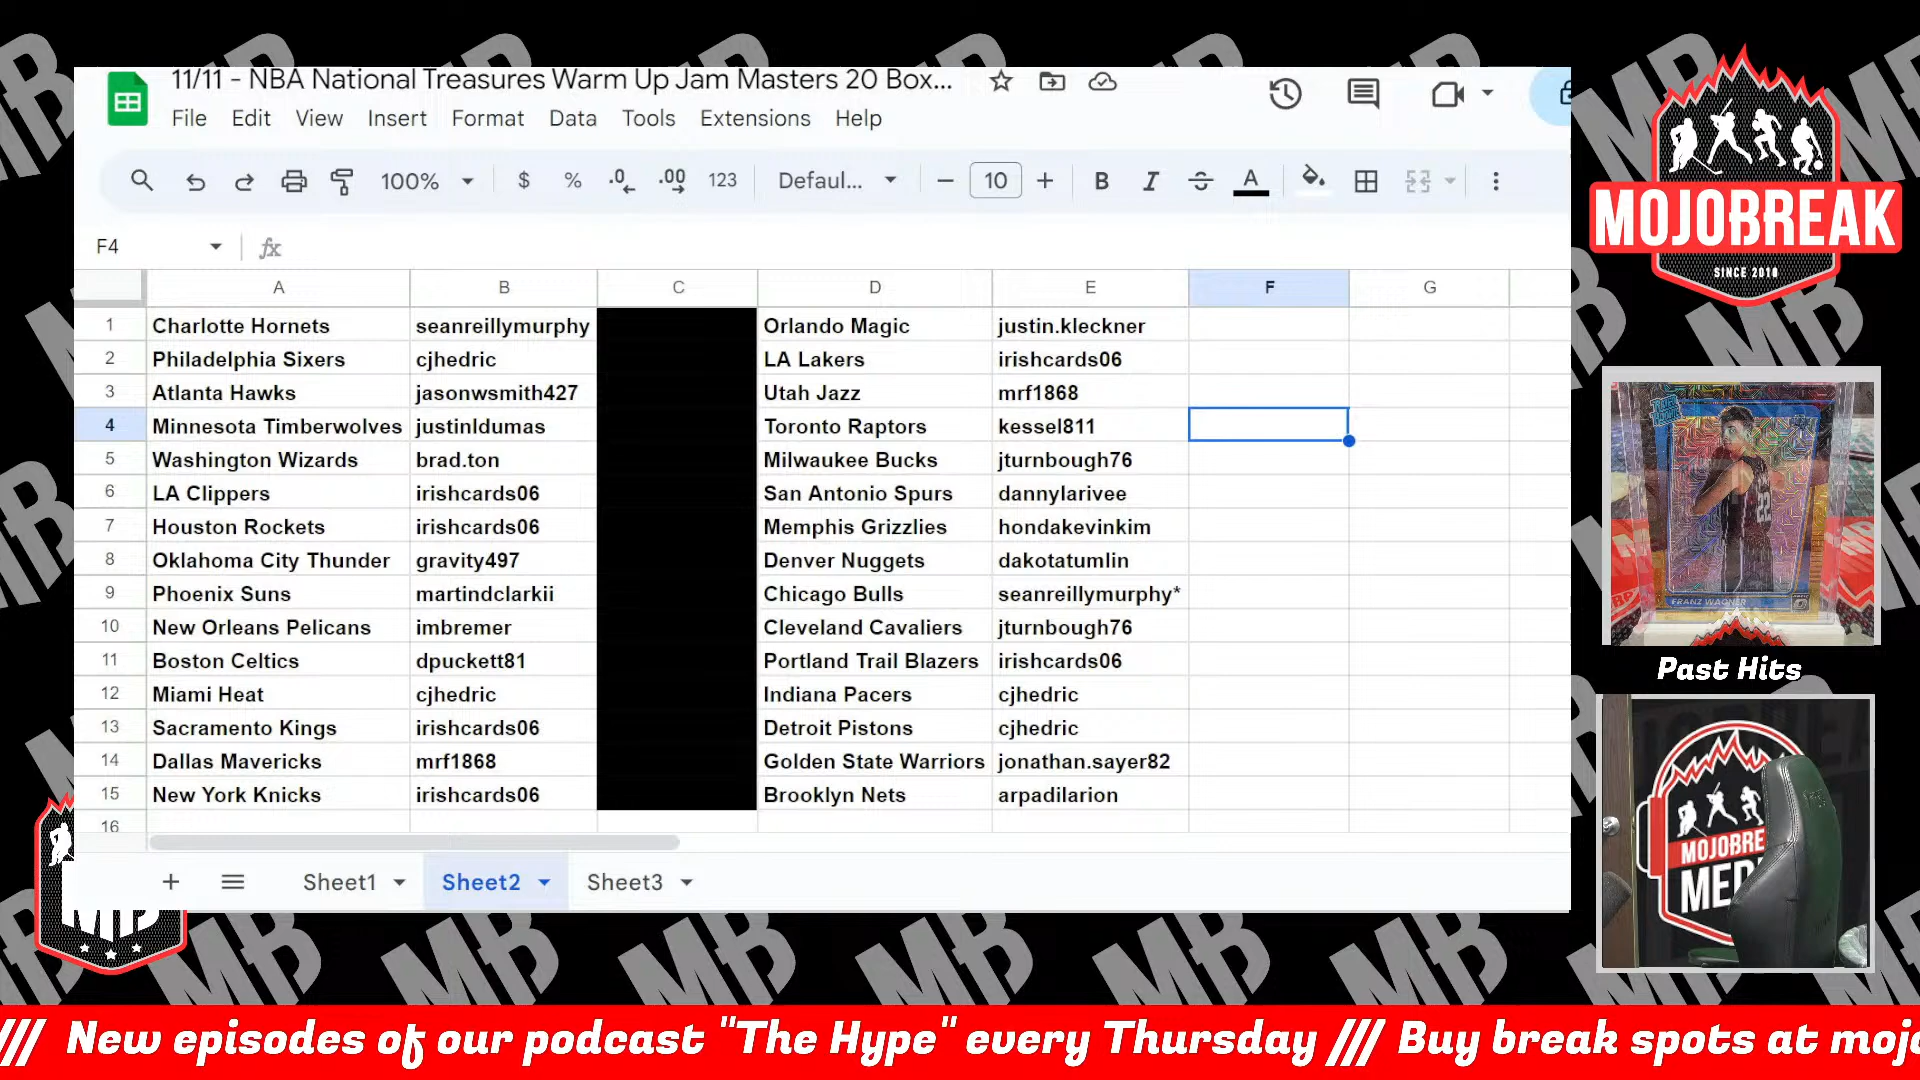 11/11 - NBA National Treasures Warm Up Jam Masters 20 Box...
File Edit View Insert Format Data Tools Extensions Help
100% $ % .0 .00 123 Defaul... 10 B I A
F4 fx
A B C D E F G
1 Charlotte Hornets seanreillymurphy Orlando Magic justin.kleckner
2 Philadelphia Sixers cjhedric LA Lakers irishcards06
3 Atlanta Hawks jasonwsmith427 Utah Jazz mrf1868
4 Minnesota Timberwolves justinldumas Toronto Raptors kessel811
5 Washington Wizards brad.ton Milwaukee Bucks jturnbough76
6 LA Clippers irishcards06 San Antonio Spurs dannylarivee
7 Houston Rockets irishcards06 Memphis Grizzlies hondakevinkim
8 Oklahoma City Thunder gravity497 Denver Nuggets dakotatumlin
9 Phoenix Suns martindclarkii Chicago Bulls seanreillymurphy*
10 New Orleans Pelicans imbremer Cleveland Cavaliers jturnbough76
11 Boston Celtics dpuckett81 Portland Trail Blazers irishcards06
12 Miami Heat cjhedric Indiana Pacers cjhedric
13 Sacramento Kings irishcards06 Detroit Pistons cjhedric
14 Dallas Mavericks mrf1868 Golden State Warriors jonathan.sayer82
15 New York Knicks irishcards06 Brooklyn Nets arpadilarion
16
Sheet1 Sheet2 Sheet3
MOJOBREAK
SINCE 2010
FRANZ WAGNER
Past Hits
MOJOBRE
MED
MB
/// New episodes of our podcast "The Hype" every Thursday /// Buy break spots at moj